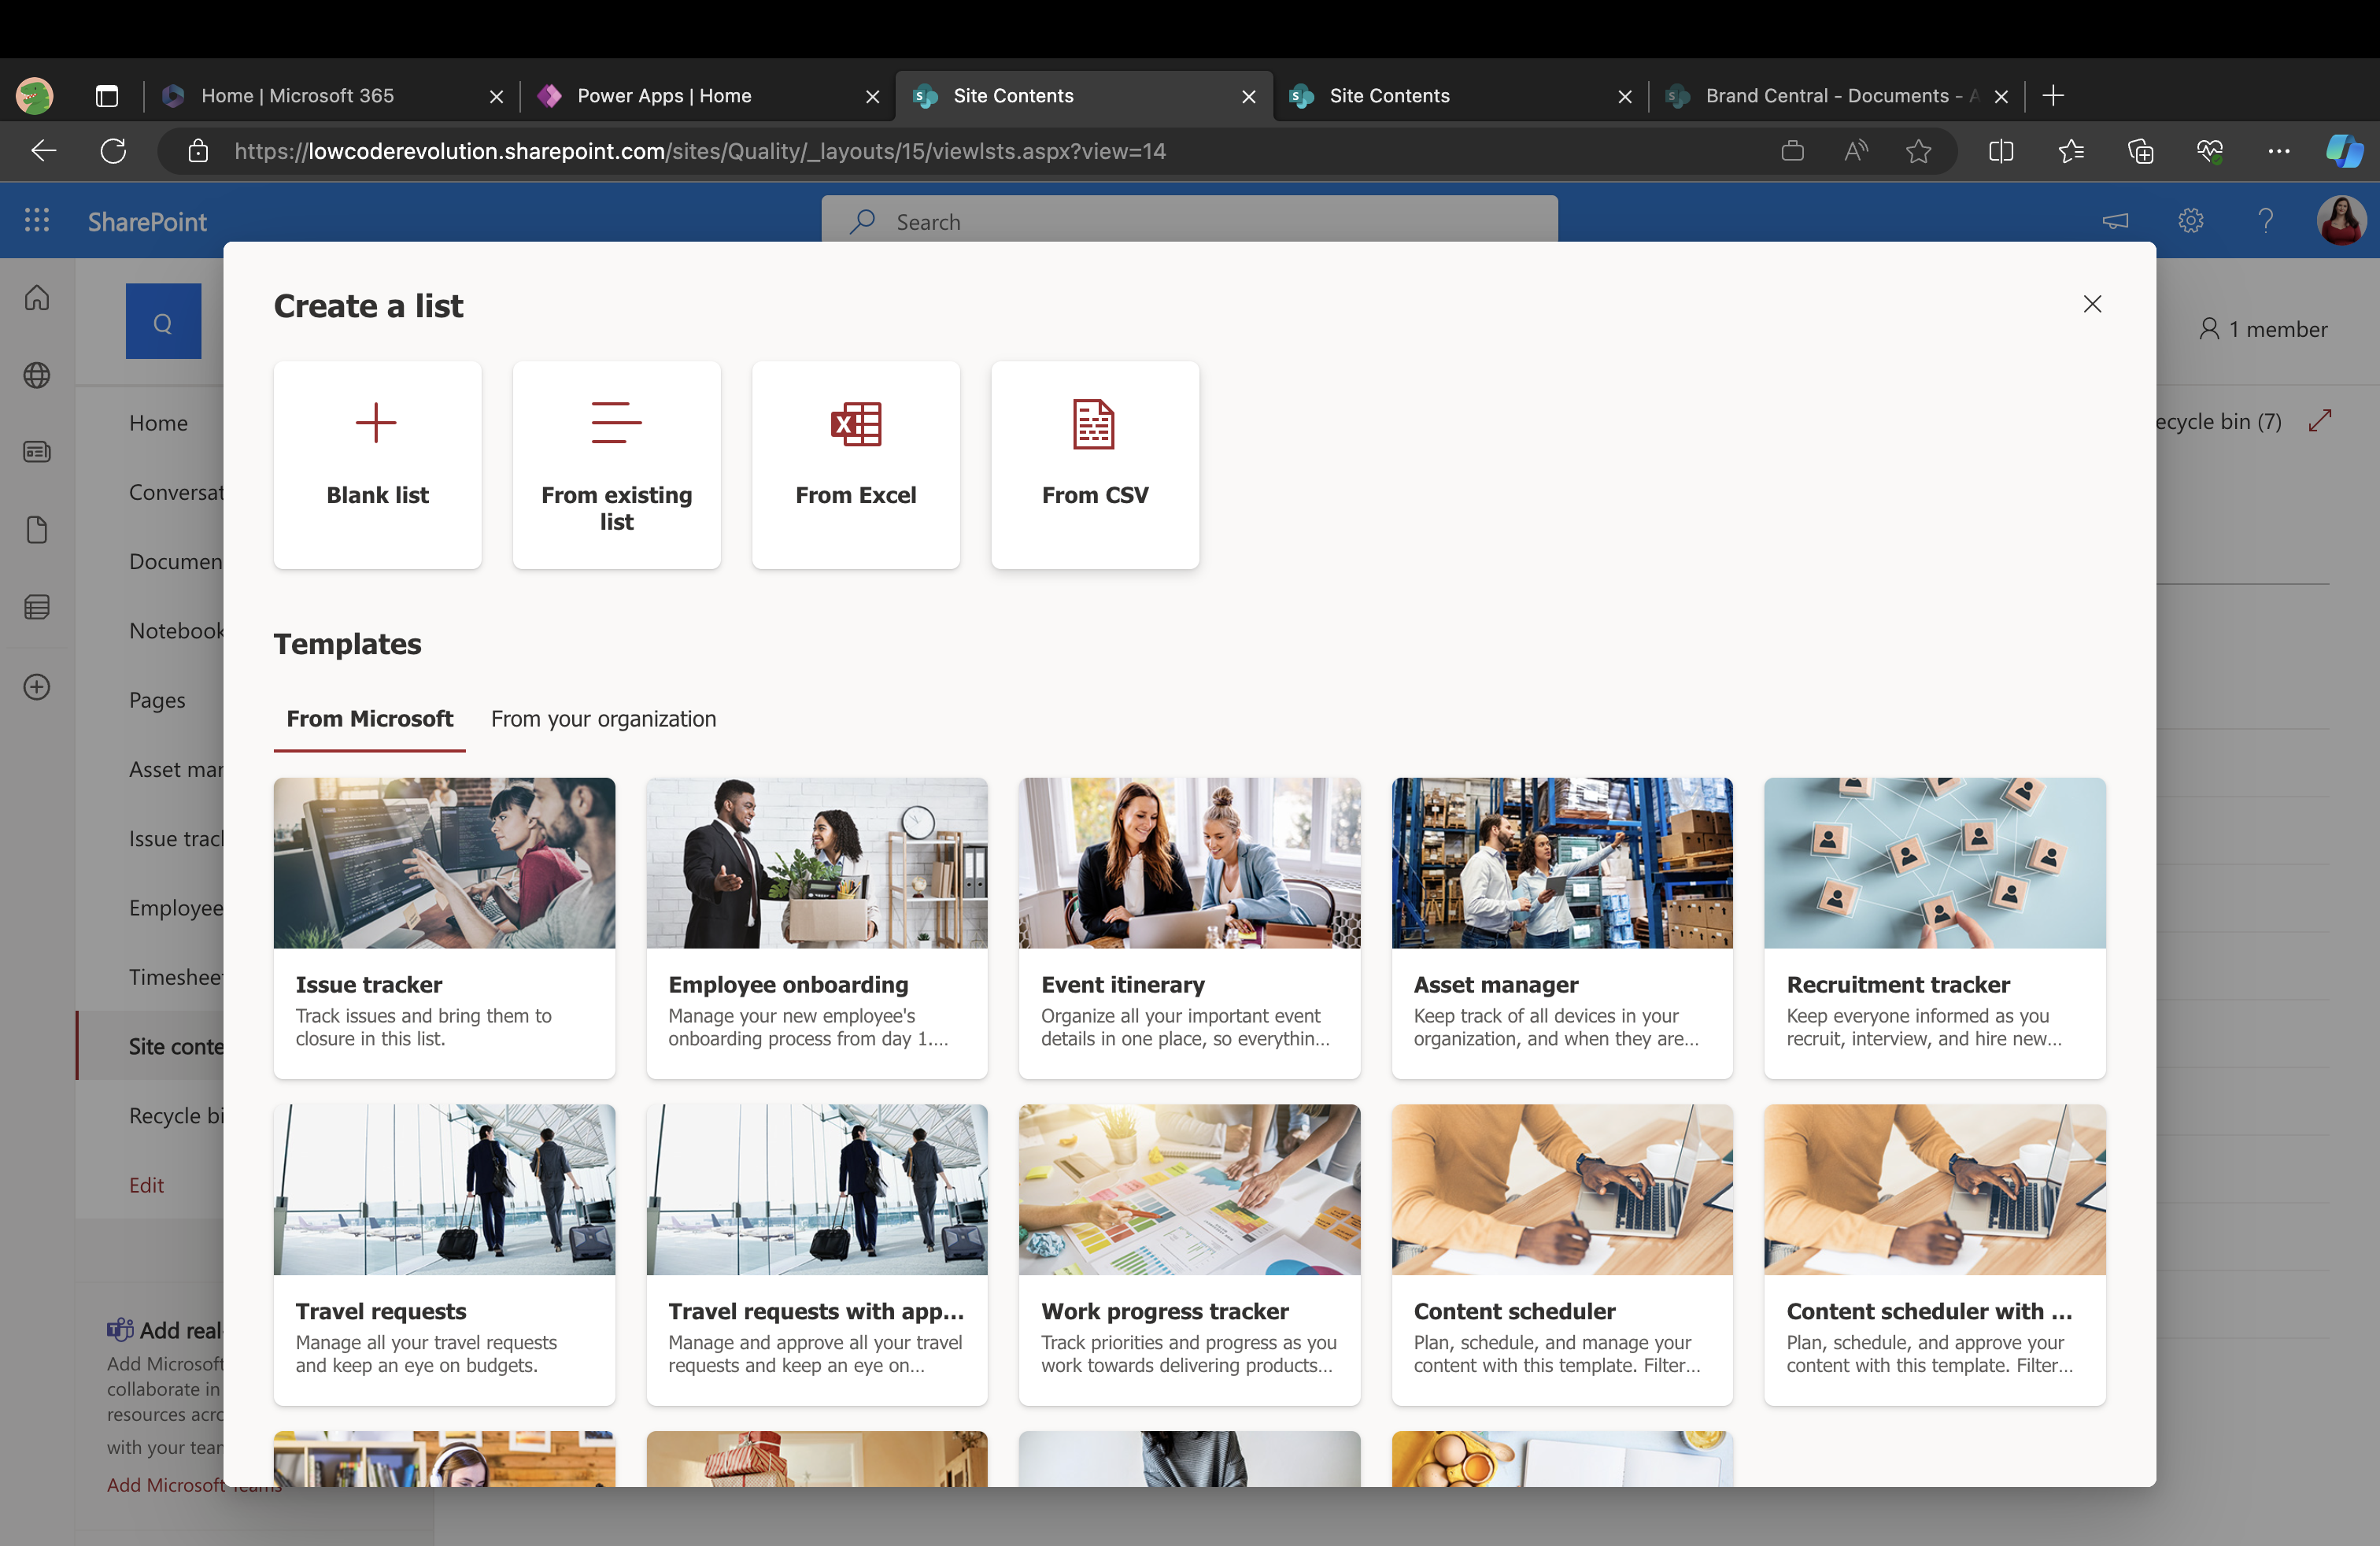 Home | Microsoft 365
Power Apps | Home
Site Contents
Site Contents
Brand Central - Documents - A
https://lowcoderevolution.sharepoint.com/sites/Quality/_layouts/15/viewlsts.aspx?view=14
SharePoint
Search
Q
1 member
Home
Conversat
Documen
Notebook
Pages
Asset mar
Issue tracl
Employee
Timeshee
Site conte
Recycle bi
Edit
ecycle bin (7)
Create a list
Blank list
From existing
list
From Excel
From CSV
Templates
From Microsoft
From your organization
Issue tracker
Track issues and bring them to
closure in this list.
Employee onboarding
Manage your new employee's
onboarding process from day 1....
Event itinerary
Organize all your important event
details in one place, so everythin...
Asset manager
Keep track of all devices in your
organization, and when they are...
Recruitment tracker
Keep everyone informed as you
recruit, interview, and hire new...
Travel requests
Manage all your travel requests
and keep an eye on budgets.
Travel requests with app...
Manage and approve all your travel
requests and keep an eye on...
Work progress tracker
Track priorities and progress as you
work towards delivering products...
Content scheduler
Plan, schedule, and manage your
content with this template. Filter...
Content scheduler with ...
Plan, schedule, and approve your
content with this template. Filter...
Add real
Add Microsoft
collaborate in
resources acro
with your tear
Add Microsoft Teams